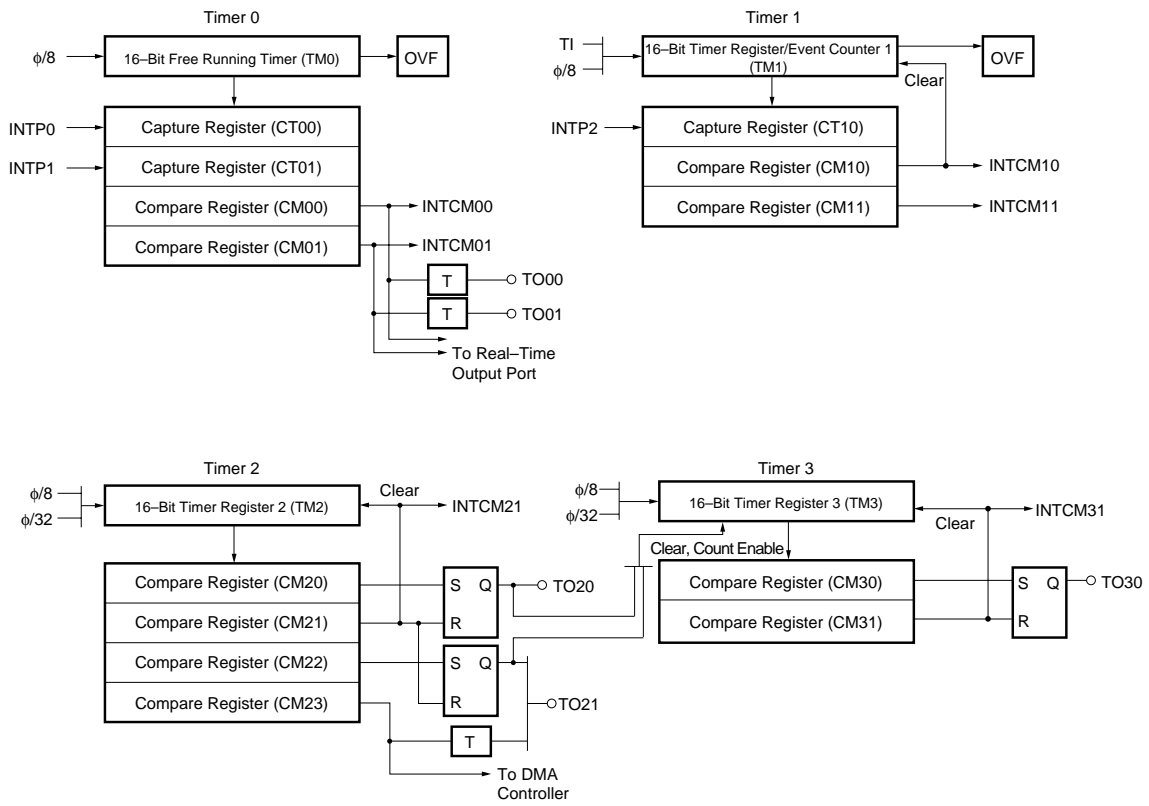 Timer 0
ϕ/8
16–Bit Free Running Timer (TM0)
OVF
INTP0
Capture Register (CT00)
INTP1
Capture Register (CT01)
Compare Register (CM00)
INTCM00
Compare Register (CM01)
INTCM01
T
TO00
T
TO01
To Real–Time
Output Port
Timer 1
TI
ϕ/8
16–Bit Timer Register/Event Counter 1
(TM1)
OVF
Clear
INTP2
Capture Register (CT10)
Compare Register (CM10)
INTCM10
Compare Register (CM11)
INTCM11
Timer 2
ϕ/8
ϕ/32
16–Bit Timer Register 2 (TM2)
Clear
INTCM21
Compare Register (CM20)
Compare Register (CM21)
Compare Register (CM22)
Compare Register (CM23)
S Q
R
TO20
S Q
R
TO21
T
To DMA
Controller
Timer 3
ϕ/8
ϕ/32
16–Bit Timer Register 3 (TM3)
Clear
INTCM31
Clear, Count Enable
Compare Register (CM30)
Compare Register (CM31)
S Q
R
TO30